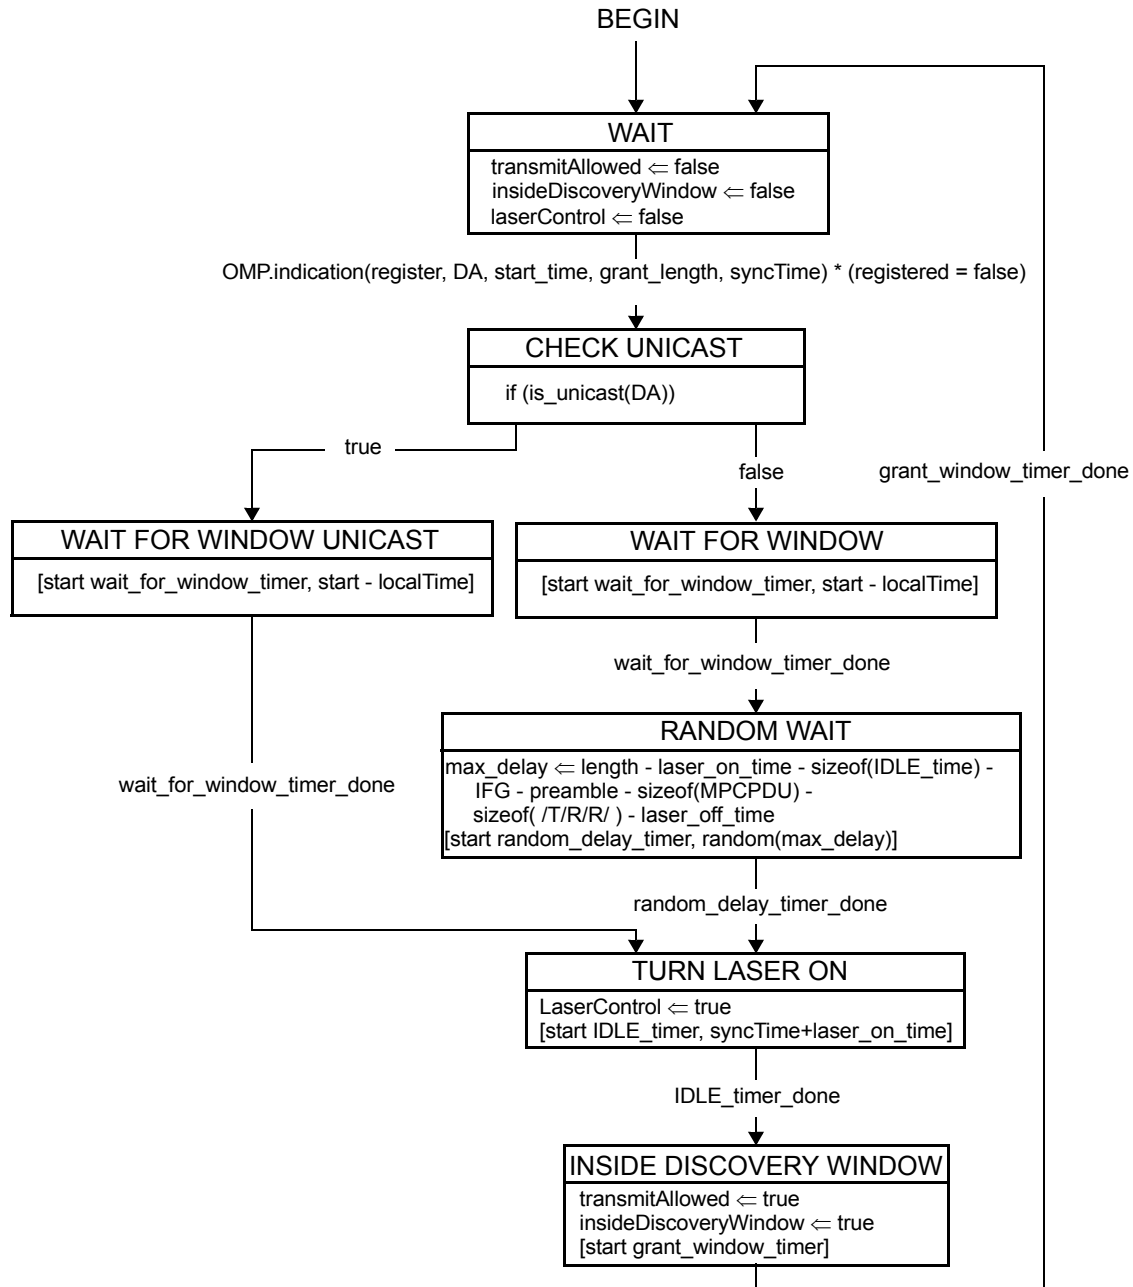 BEGIN
WAIT
transmitAllowed ⇐ false
insideDiscoveryWindow ⇐ false
laserControl ⇐ false
OMP.indication(register, DA, start_time, grant_length, syncTime) * (registered = false)
CHECK UNICAST
if (is_unicast(DA))
true
false
grant_window_timer_done
WAIT FOR WINDOW UNICAST
[start wait_for_window_timer, start - localTime]
WAIT FOR WINDOW
[start wait_for_window_timer, start - localTime]
wait_for_window_timer_done
RANDOM WAIT
max_delay ⇐ length - laser_on_time - sizeof(IDLE_time) -
IFG - preamble - sizeof(MPCPDU) -
sizeof( /T/R/R/ ) - laser_off_time
[start random_delay_timer, random(max_delay)]
wait_for_window_timer_done
random_delay_timer_done
TURN LASER ON
LaserControl ⇐ true
[start IDLE_timer, syncTime+laser_on_time]
IDLE_timer_done
INSIDE DISCOVERY WINDOW
transmitAllowed ⇐ true
insideDiscoveryWindow ⇐ true
[start grant_window_timer]